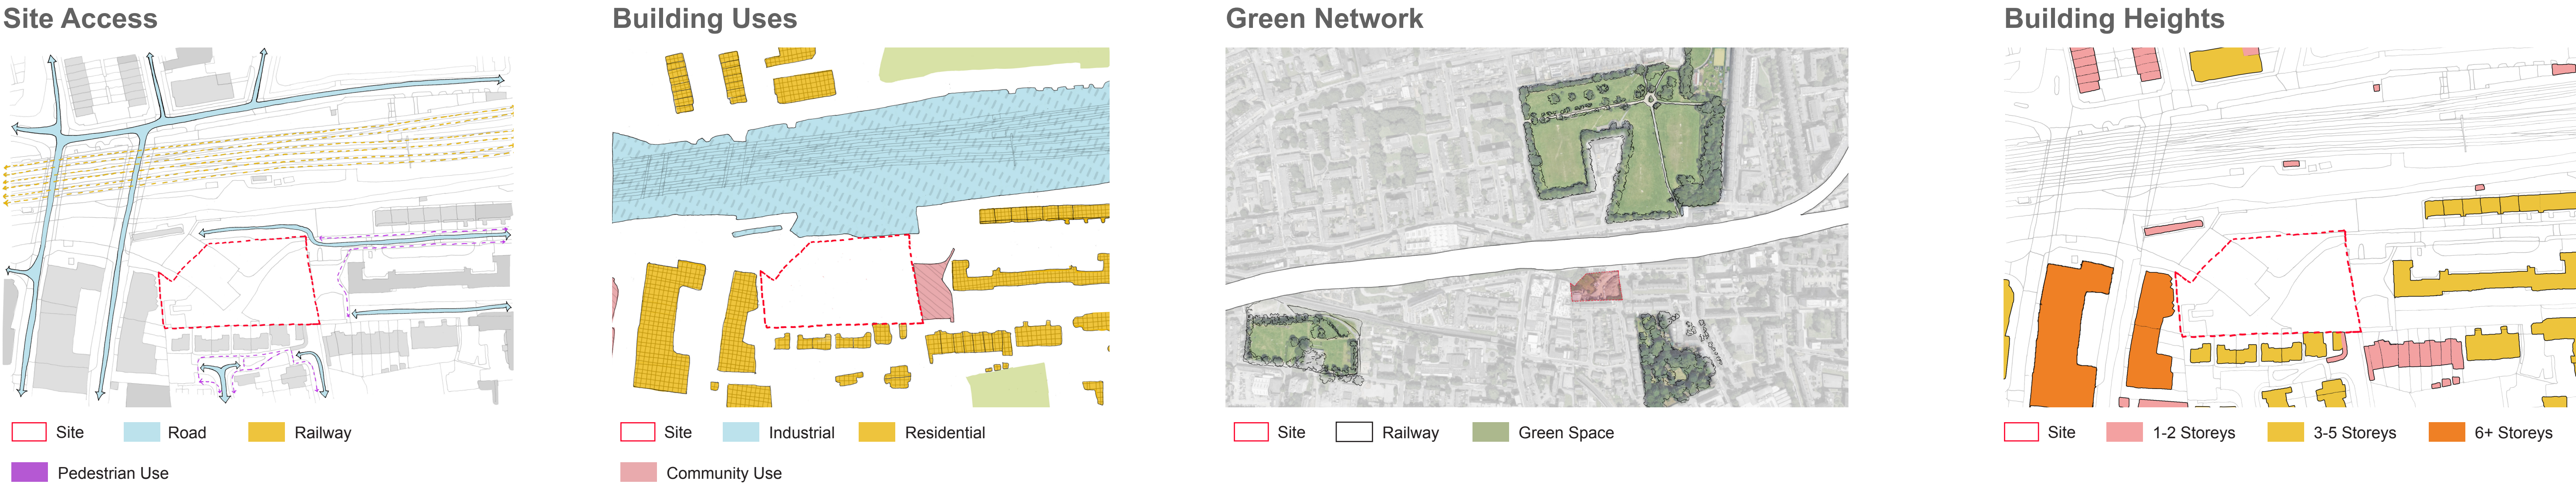 Site Access
Building Uses
Green Network
Building Heights
Site
Road
Railway
Pedestrian Use
Site
Industrial
Residential
Community Use
Site
Railway
Green Space
Site
1-2 Storeys
3-5 Storeys
6+ Storeys